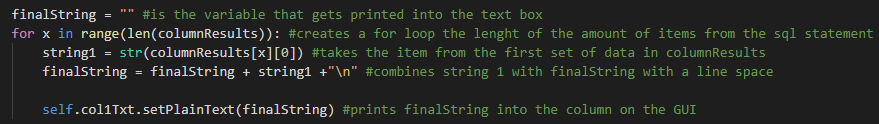 finalString = "" #is the variable that gets printed into the text box
for x in range(len(columnResults)): #creates a for loop the lenght of the amount of items from the sql statement
    string1 = str(columnResults[x][0]) #takes the item from the first set of data in columnResults
    finalString = finalString + string1 +"\n" #combines string 1 with finalString with a line space
    self.col1Txt.setPlainText(finalString) #prints finalString into the column on the GUI